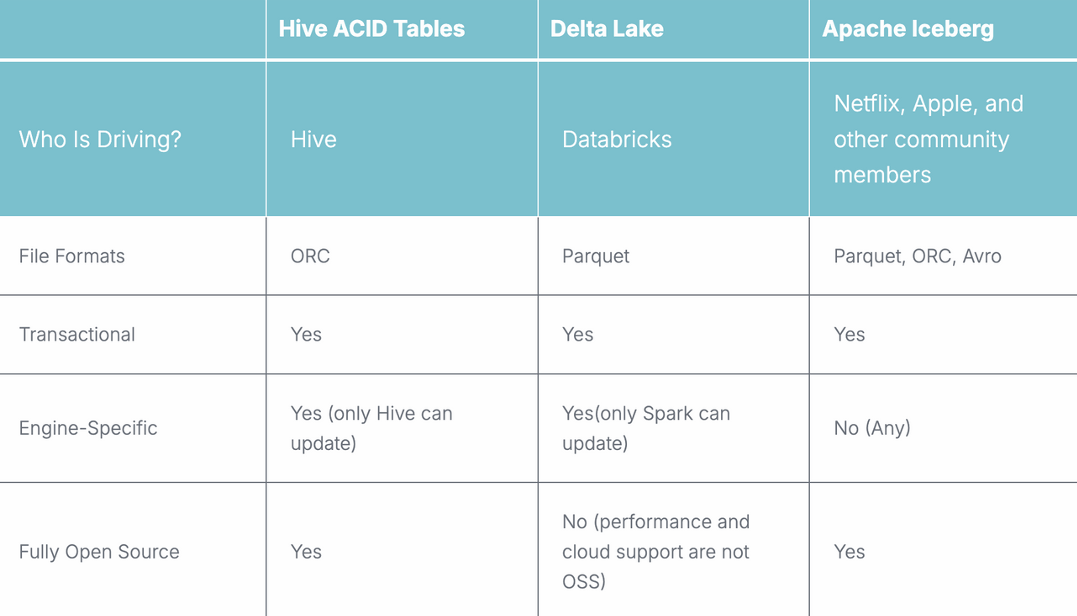 Hive ACID Tables
Delta Lake
Apache Iceberg
Who Is Driving?
Hive
Databricks
Netflix, Apple, and
other community
members
File Formats
ORC
Parquet
Parquet, ORC, Avro
Transactional
Yes
Yes
Yes
Engine-Specific
Yes (only Hive can
update)
Yes(only Spark can
update)
No (Any)
Fully Open Source
Yes
No (performance and
cloud support are not
OSS)
Yes